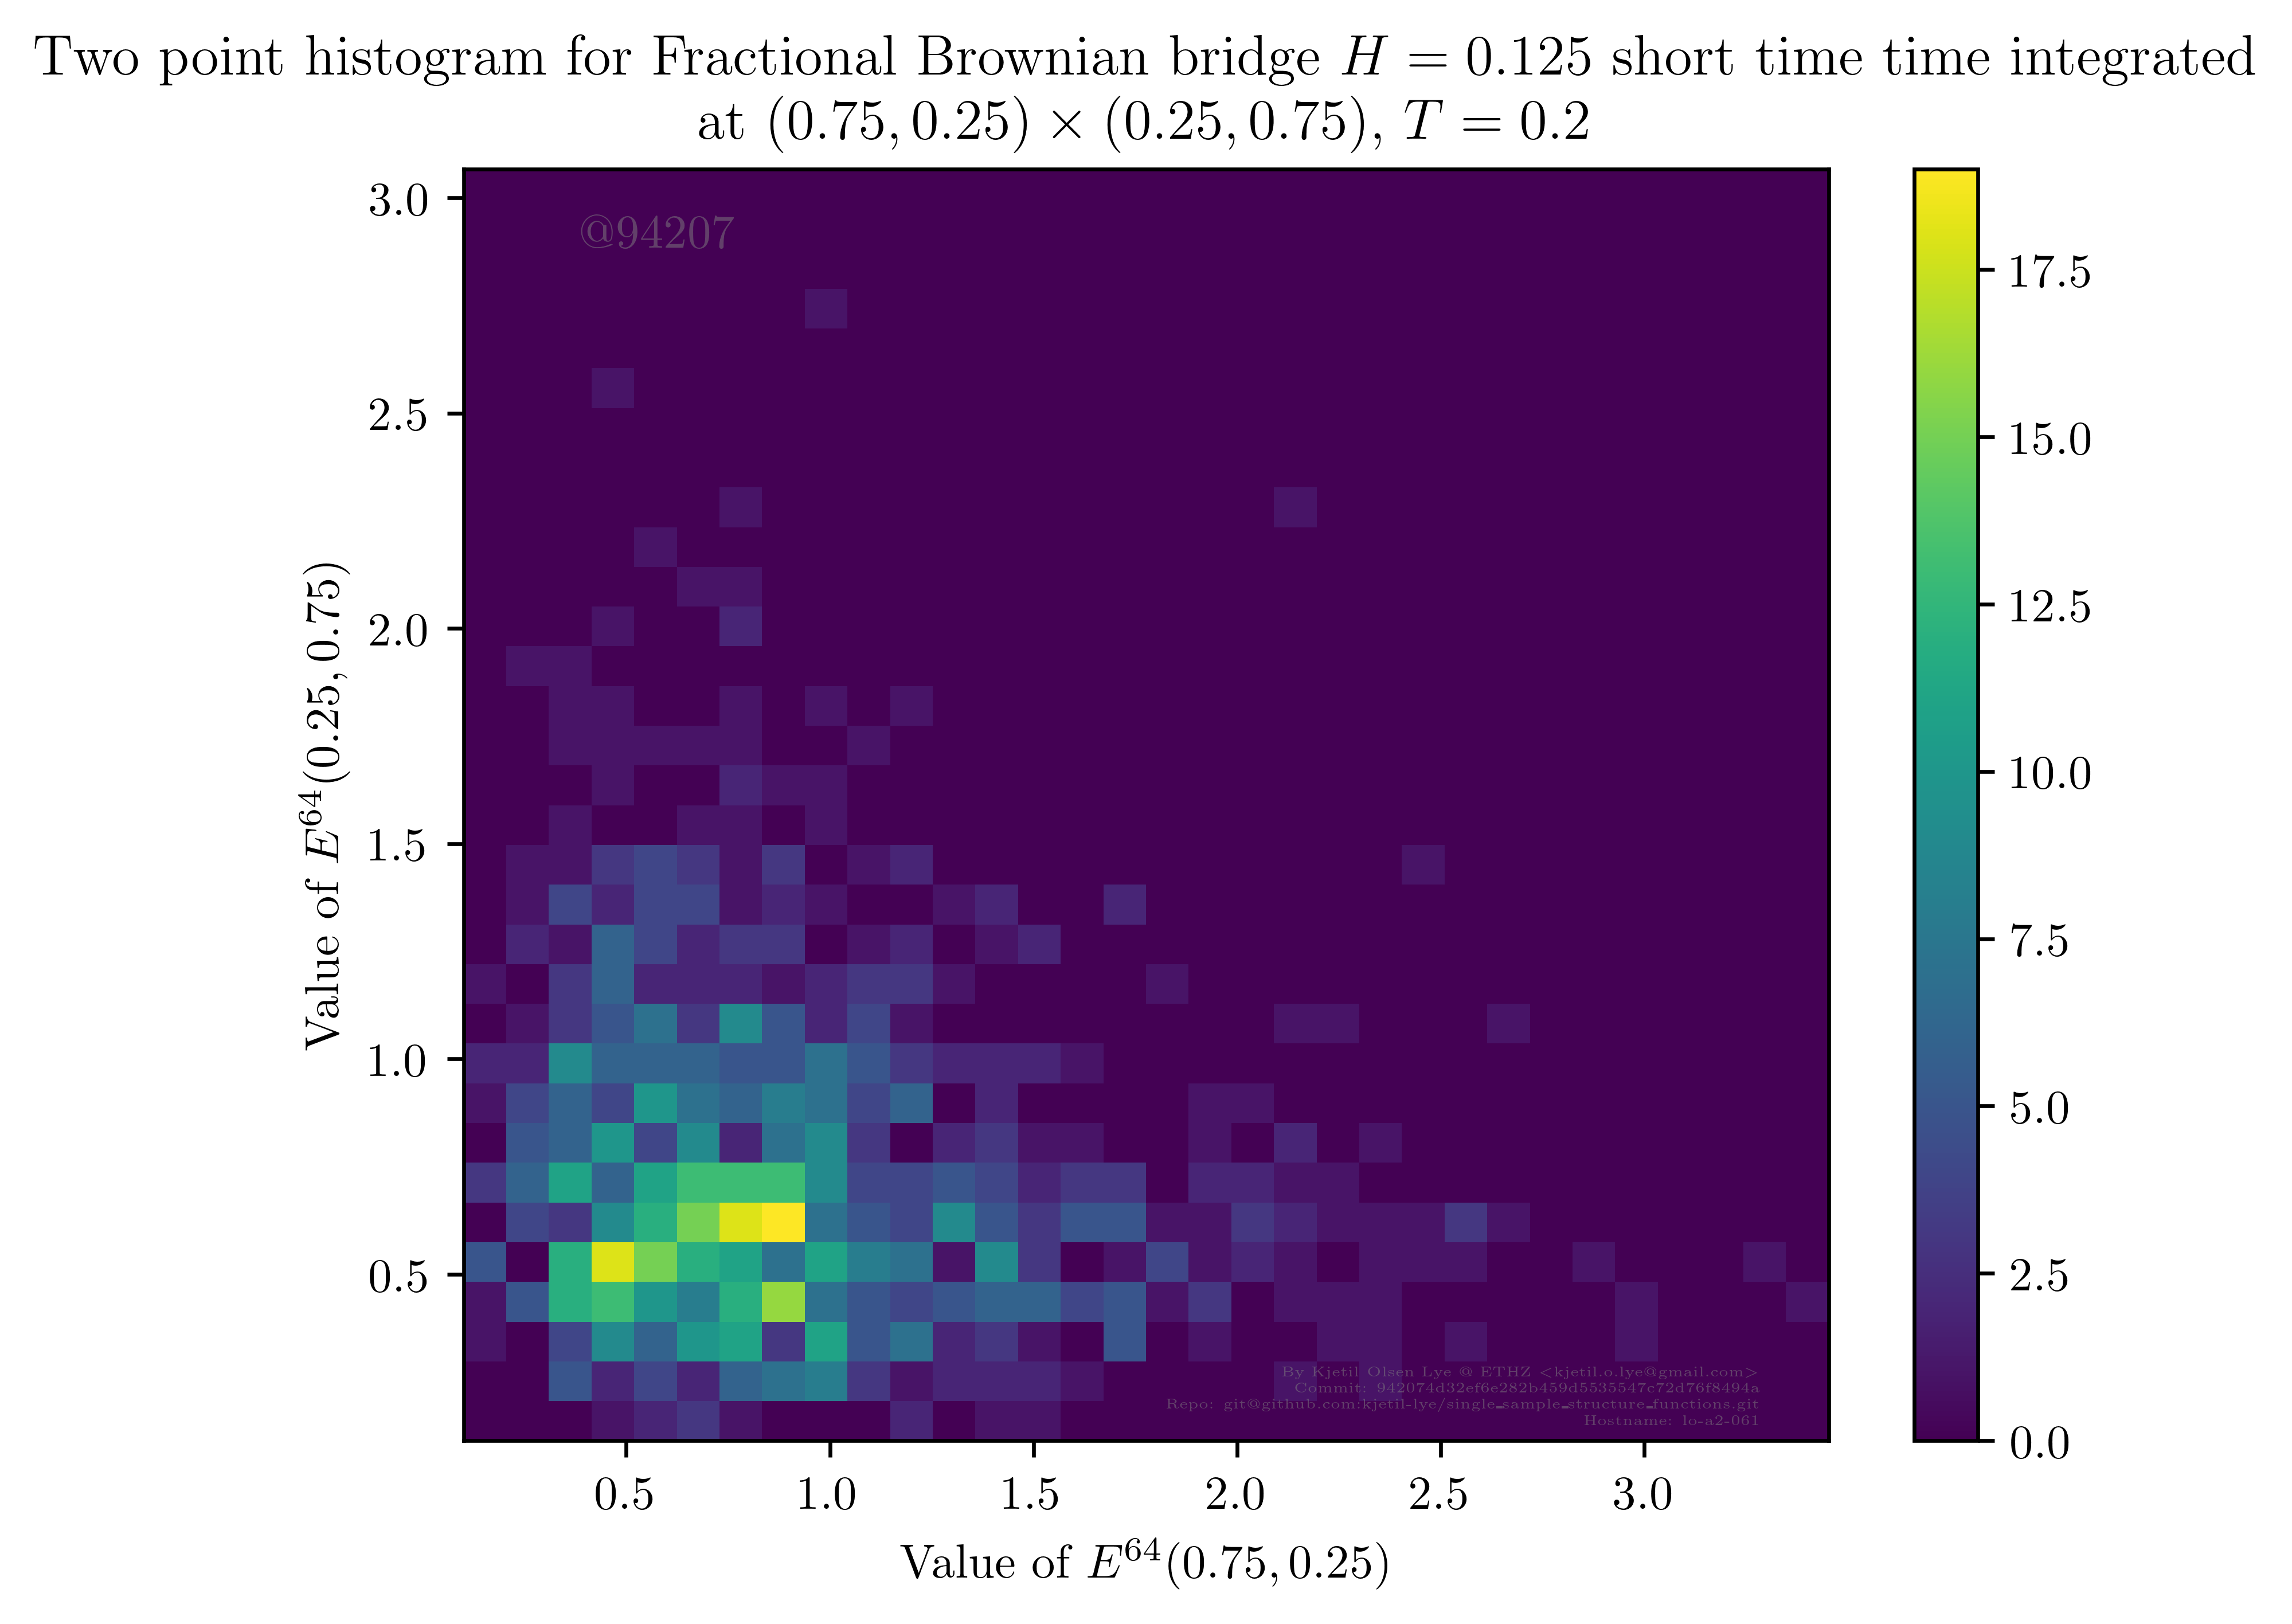 Two point histogram for Fractional Brownian bridge H = 0.125 short time time integrated
at (0.75, 0.25) × (0.25, 0.75), T = 0.2
@94207
3.0
2.5
2.0
1.5
1.0
0.5
Value of E^64(0.25, 0.75)
0.5 1.0 1.5 2.0 2.5 3.0
Value of E^64(0.75, 0.25)
17.5
15.0
12.5
10.0
7.5
5.0
2.5
0.0
By Kjetil Olsen Lye @ ETHZ <kjetil.o.lye@gmail.com>
Commit: 942074d32ef6e282b459d5535547c72d76f8494a
Repo: git@github.com:kjetil-lye/single_sample_structure_functions.git
Hostname: lo-a2-061